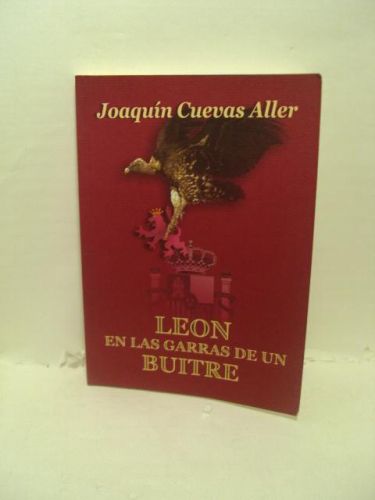 Joaquín Cuevas Aller
LEON
EN LAS GARRAS DE UN
BUITRE